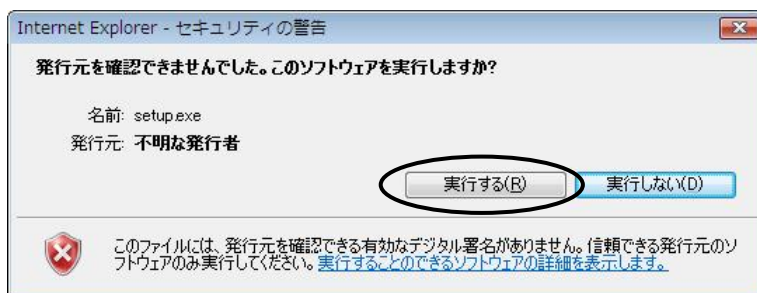 Internet Explorer - セキュリティの警告
発行元を確認できませんでした。このソフトウェアを実行しますか?
名前: setup.exe
発行元: 不明な発行者
実行する(R) 実行しない(D)
このファイルには、発行元を確認できる有効なデジタル署名がありません。信頼できる発行元のソ
フトウェアのみ実行してください。実行することのできるソフトウェアの詳細を表示します。